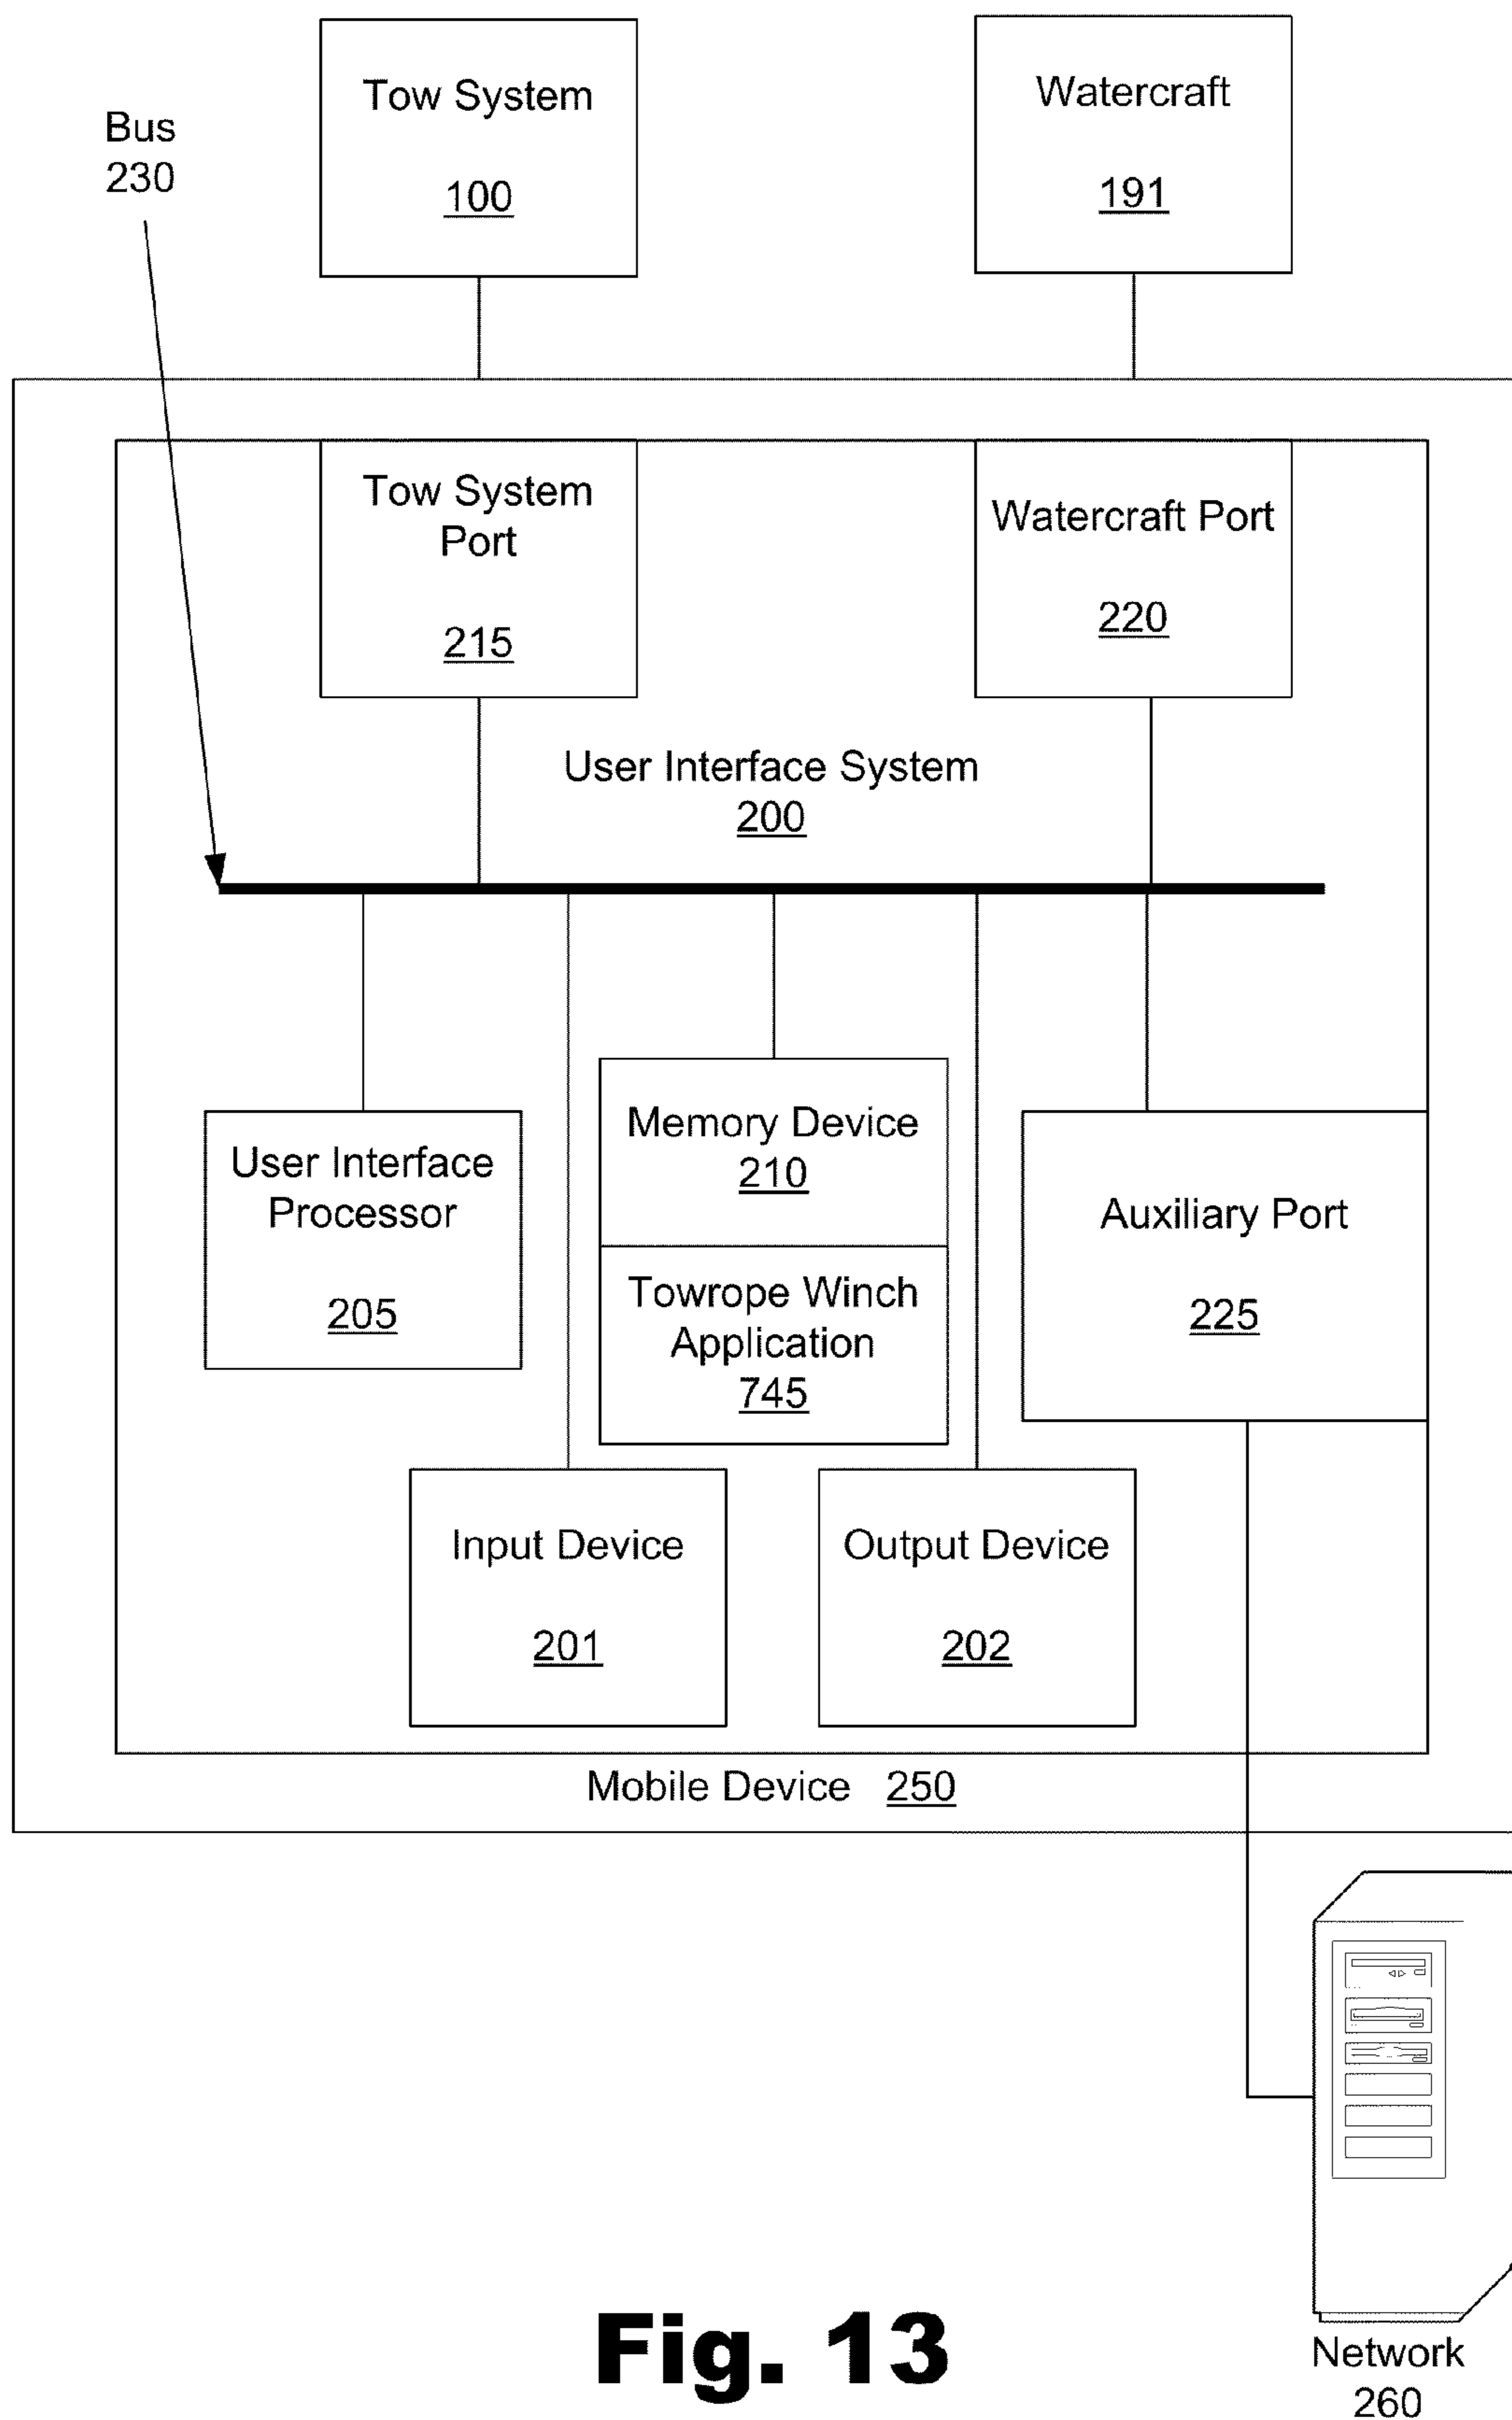 Tow System
100
Watercraft
191
Bus
230
Tow System
Port
215
Watercraft Port
220
User Interface System
200
User Interface
Processor
205
Memory Device
210
Towrope Winch
Application
745
Auxiliary Port
225
Input Device
201
Output Device
202
Mobile Device 250
Network
260
Fig. 13